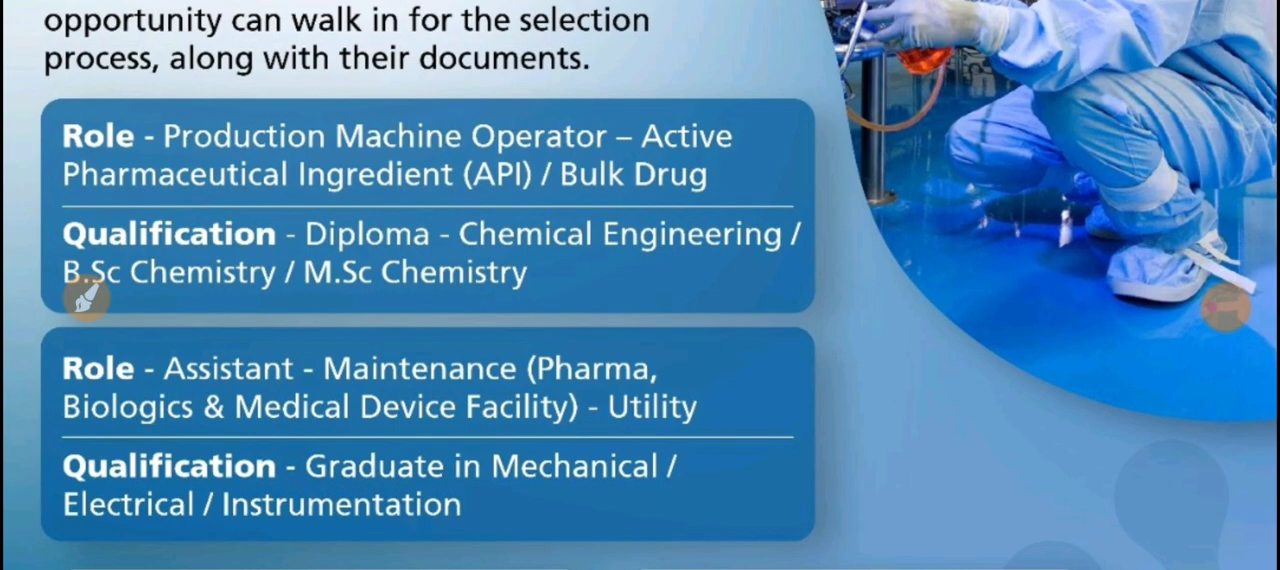 opportunity can walk in for the selection
process, along with their documents.
Role - Production Machine Operator – Active
Pharmaceutical Ingredient (API) / Bulk Drug
Qualification - Diploma - Chemical Engineering /
B.Sc Chemistry / M.Sc Chemistry
Role - Assistant - Maintenance (Pharma,
Biologics & Medical Device Facility) - Utility
Qualification - Graduate in Mechanical /
Electrical / Instrumentation